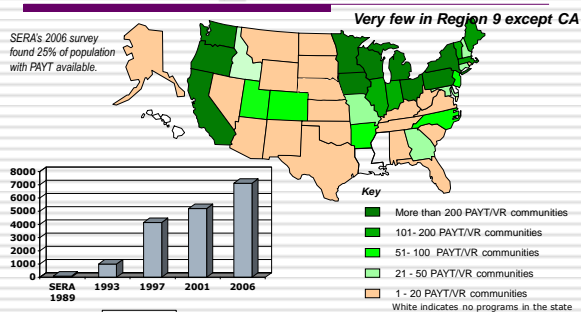 Very few in Region 9 except CA
SERA's 2006 survey
found 25% of population
with PAYT available.
8000
7000
6000
5000
4000
3000
2000
1000
0
SERA 1993 1997 2001 2006
1989
Key
More than 200 PAYT/VR communities
101- 200 PAYT/VR communities
51- 100 PAYT/VR communities
21 - 50 PAYT/VR communities
1 - 20 PAYT/VR communities
White indicates no programs in the state